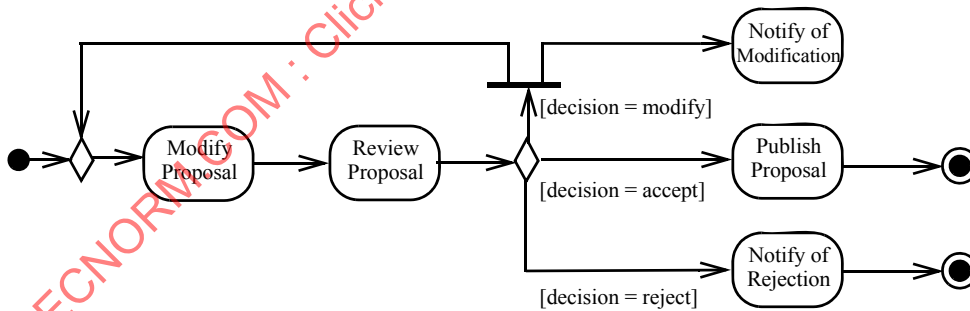 Notify of
Modification
[decision = modify]
Modify
Proposal
Review
Proposal
Publish
Proposal
[decision = accept]
Notify of
Rejection
[decision = reject]
ECNORM.COM : Click